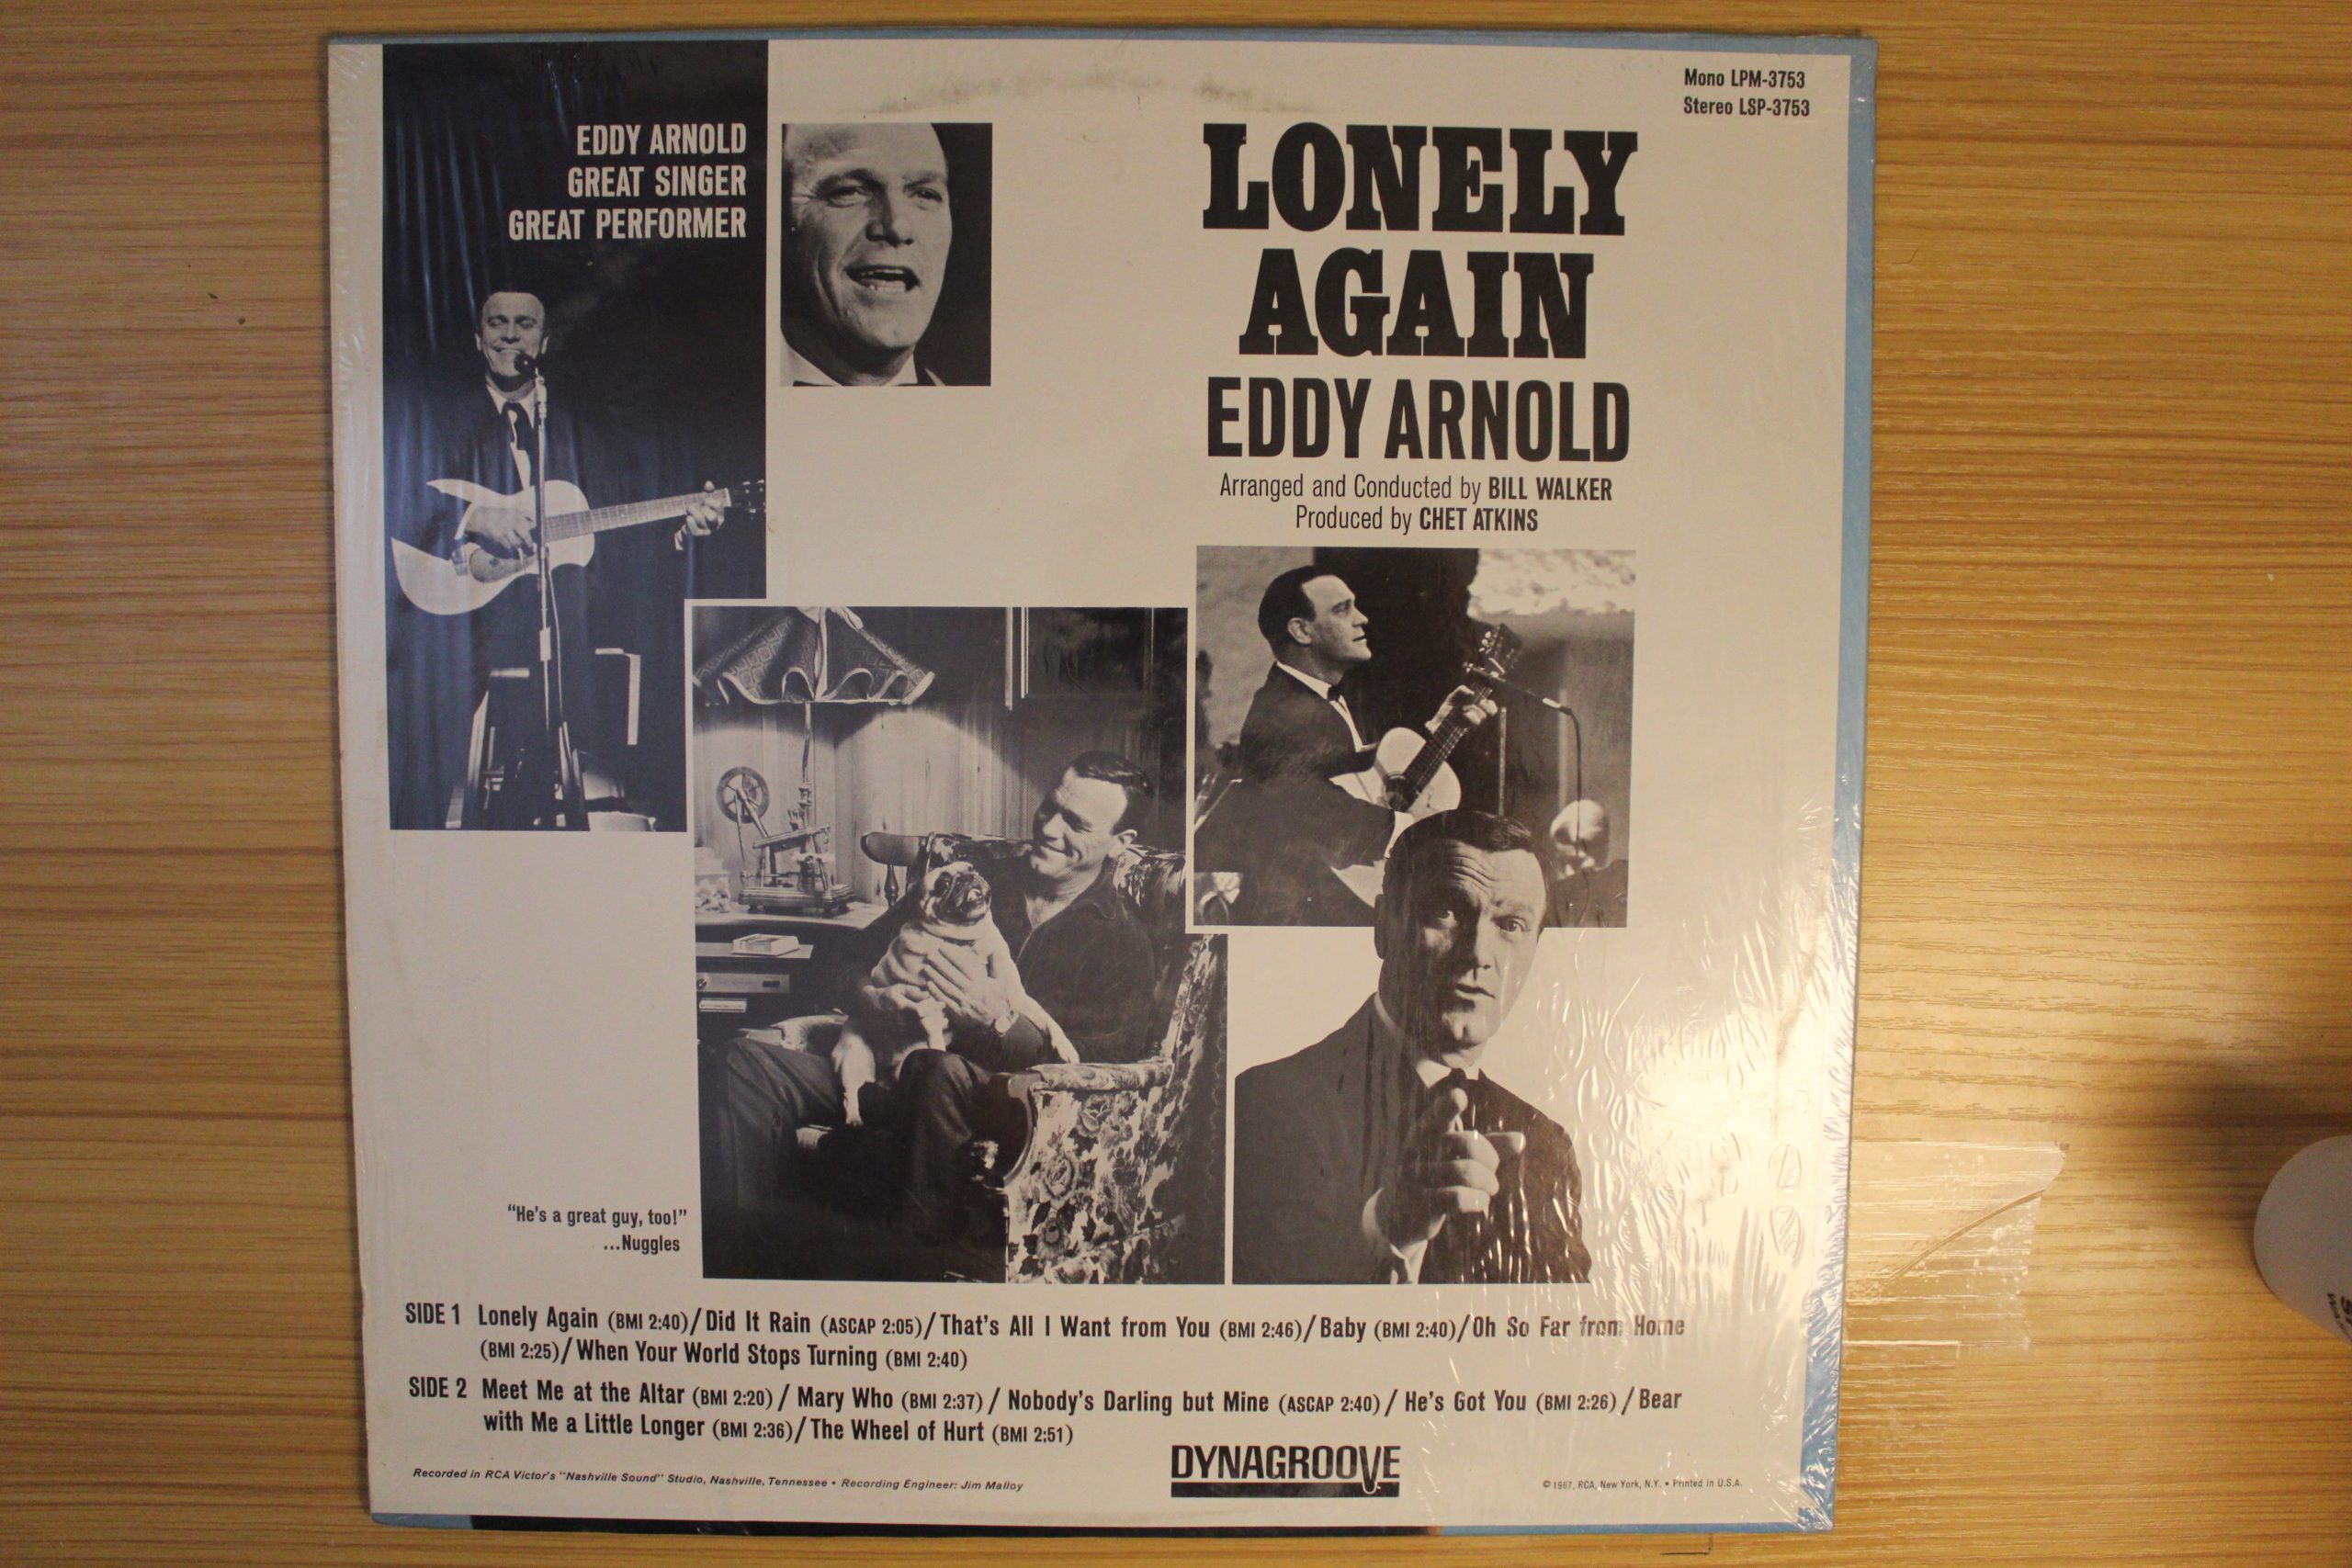 Mono LPM-3753
Stereo LSP-3753
EDDY ARNOLD
GREAT SINGER
GREAT PERFORMER
LONELY
AGAIN
EDDY ARNOLD
Arranged and Conducted by BILL WALKER
Produced by CHET ATKINS
“He's a great guy, too!”
...Nuggles
SIDE 1 Lonely Again (BMI 2:40)/Did It Rain (ASCAP 2:05)/That's All I Want from You (BMI 2:46)/Baby (BMI 2:40)/Oh So Far from Home
(BMI 2:25)/When Your World Stops Turning (BMI 2:40)
SIDE 2 Meet Me at the Altar (BMI 2:20) / Mary Who (BMI 2:37) / Nobody's Darling but Mine (ASCAP 2:40) / He's Got You (BMI 2:26) / Bear
with Me a Little Longer (BMI 2:36)/The Wheel of Hurt (BMI 2:51)
DYNAGROOVE
Recorded in RCA Victor's "Nashville Sound" Studio, Nashville, Tennessee • Recording Engineer: Jim Malloy
© 1967, RCA, New York, N.Y. • Printed in U.S.A.